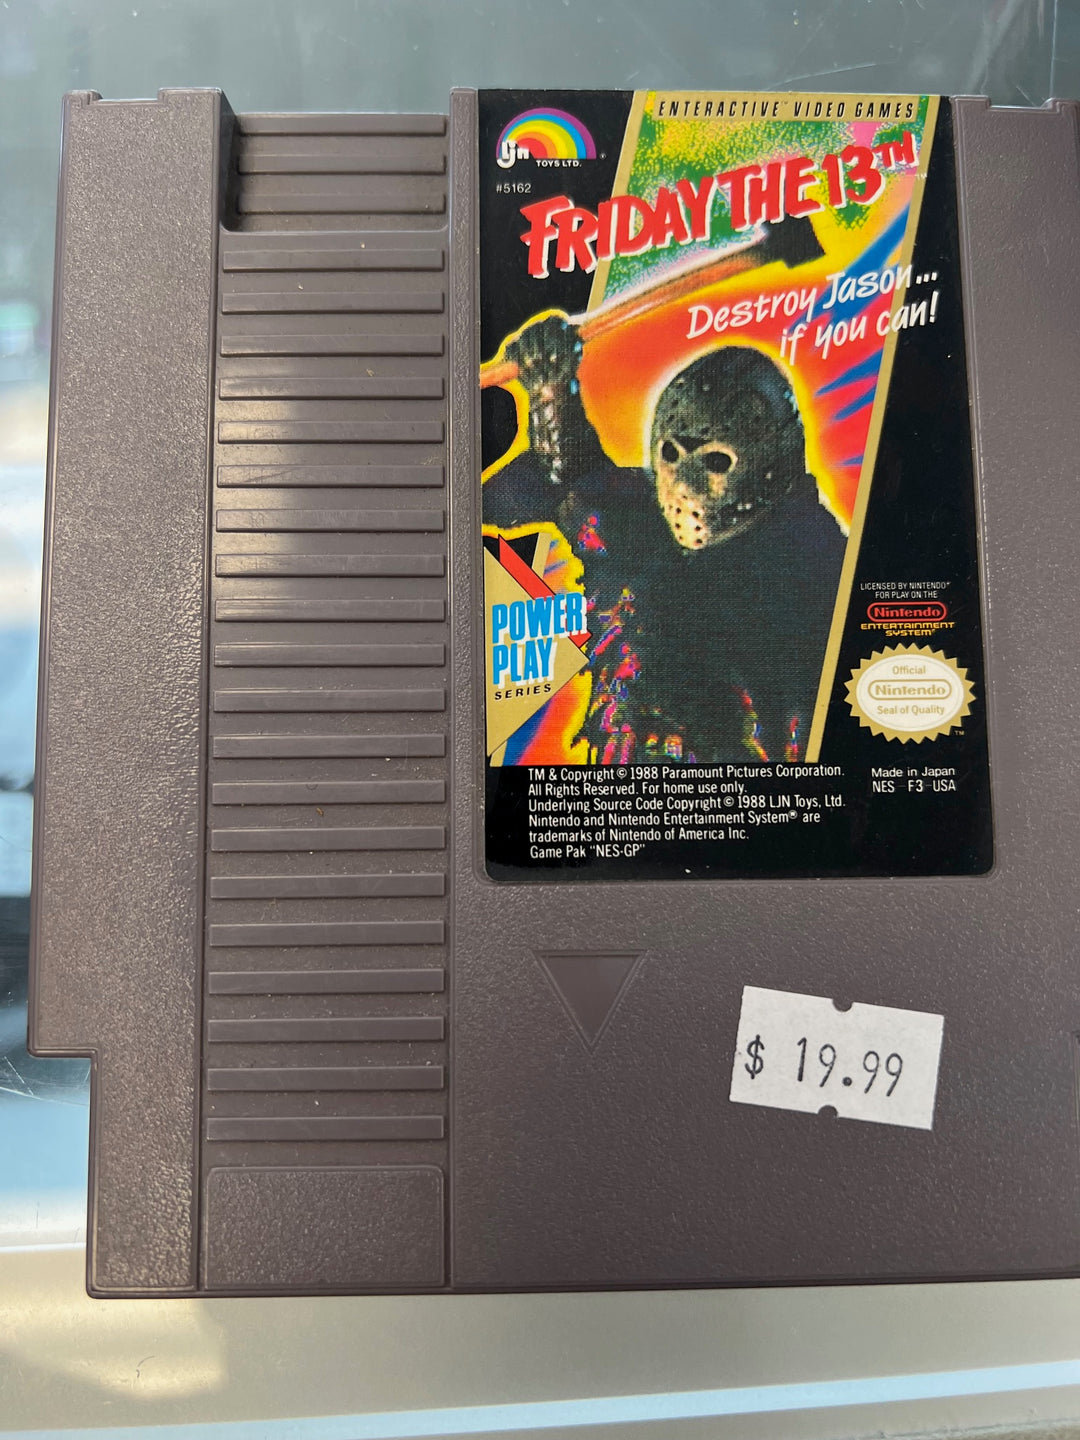 ENTERACTIVE™ VIDEO GAMES
LJN
TOYS LTD.®
#5162
FRIDAY THE 13TH™
Destroy Jason...
if you can!
POWER
PLAY
SERIES
LICENSED BY NINTENDO®
FOR PLAY ON THE
Nintendo
ENTERTAINMENT
SYSTEM®
Official
Nintendo
Seal of Quality
TM
TM & Copyright © 1988 Paramount Pictures Corporation.
All Rights Reserved. For home use only.
Underlying Source Code Copyright © 1988 LJN Toys, Ltd.
Nintendo and Nintendo Entertainment System® are
trademarks of Nintendo of America Inc.
Game Pak "NES-GP"
Made in Japan
NES-F3-USA
$ 19.99